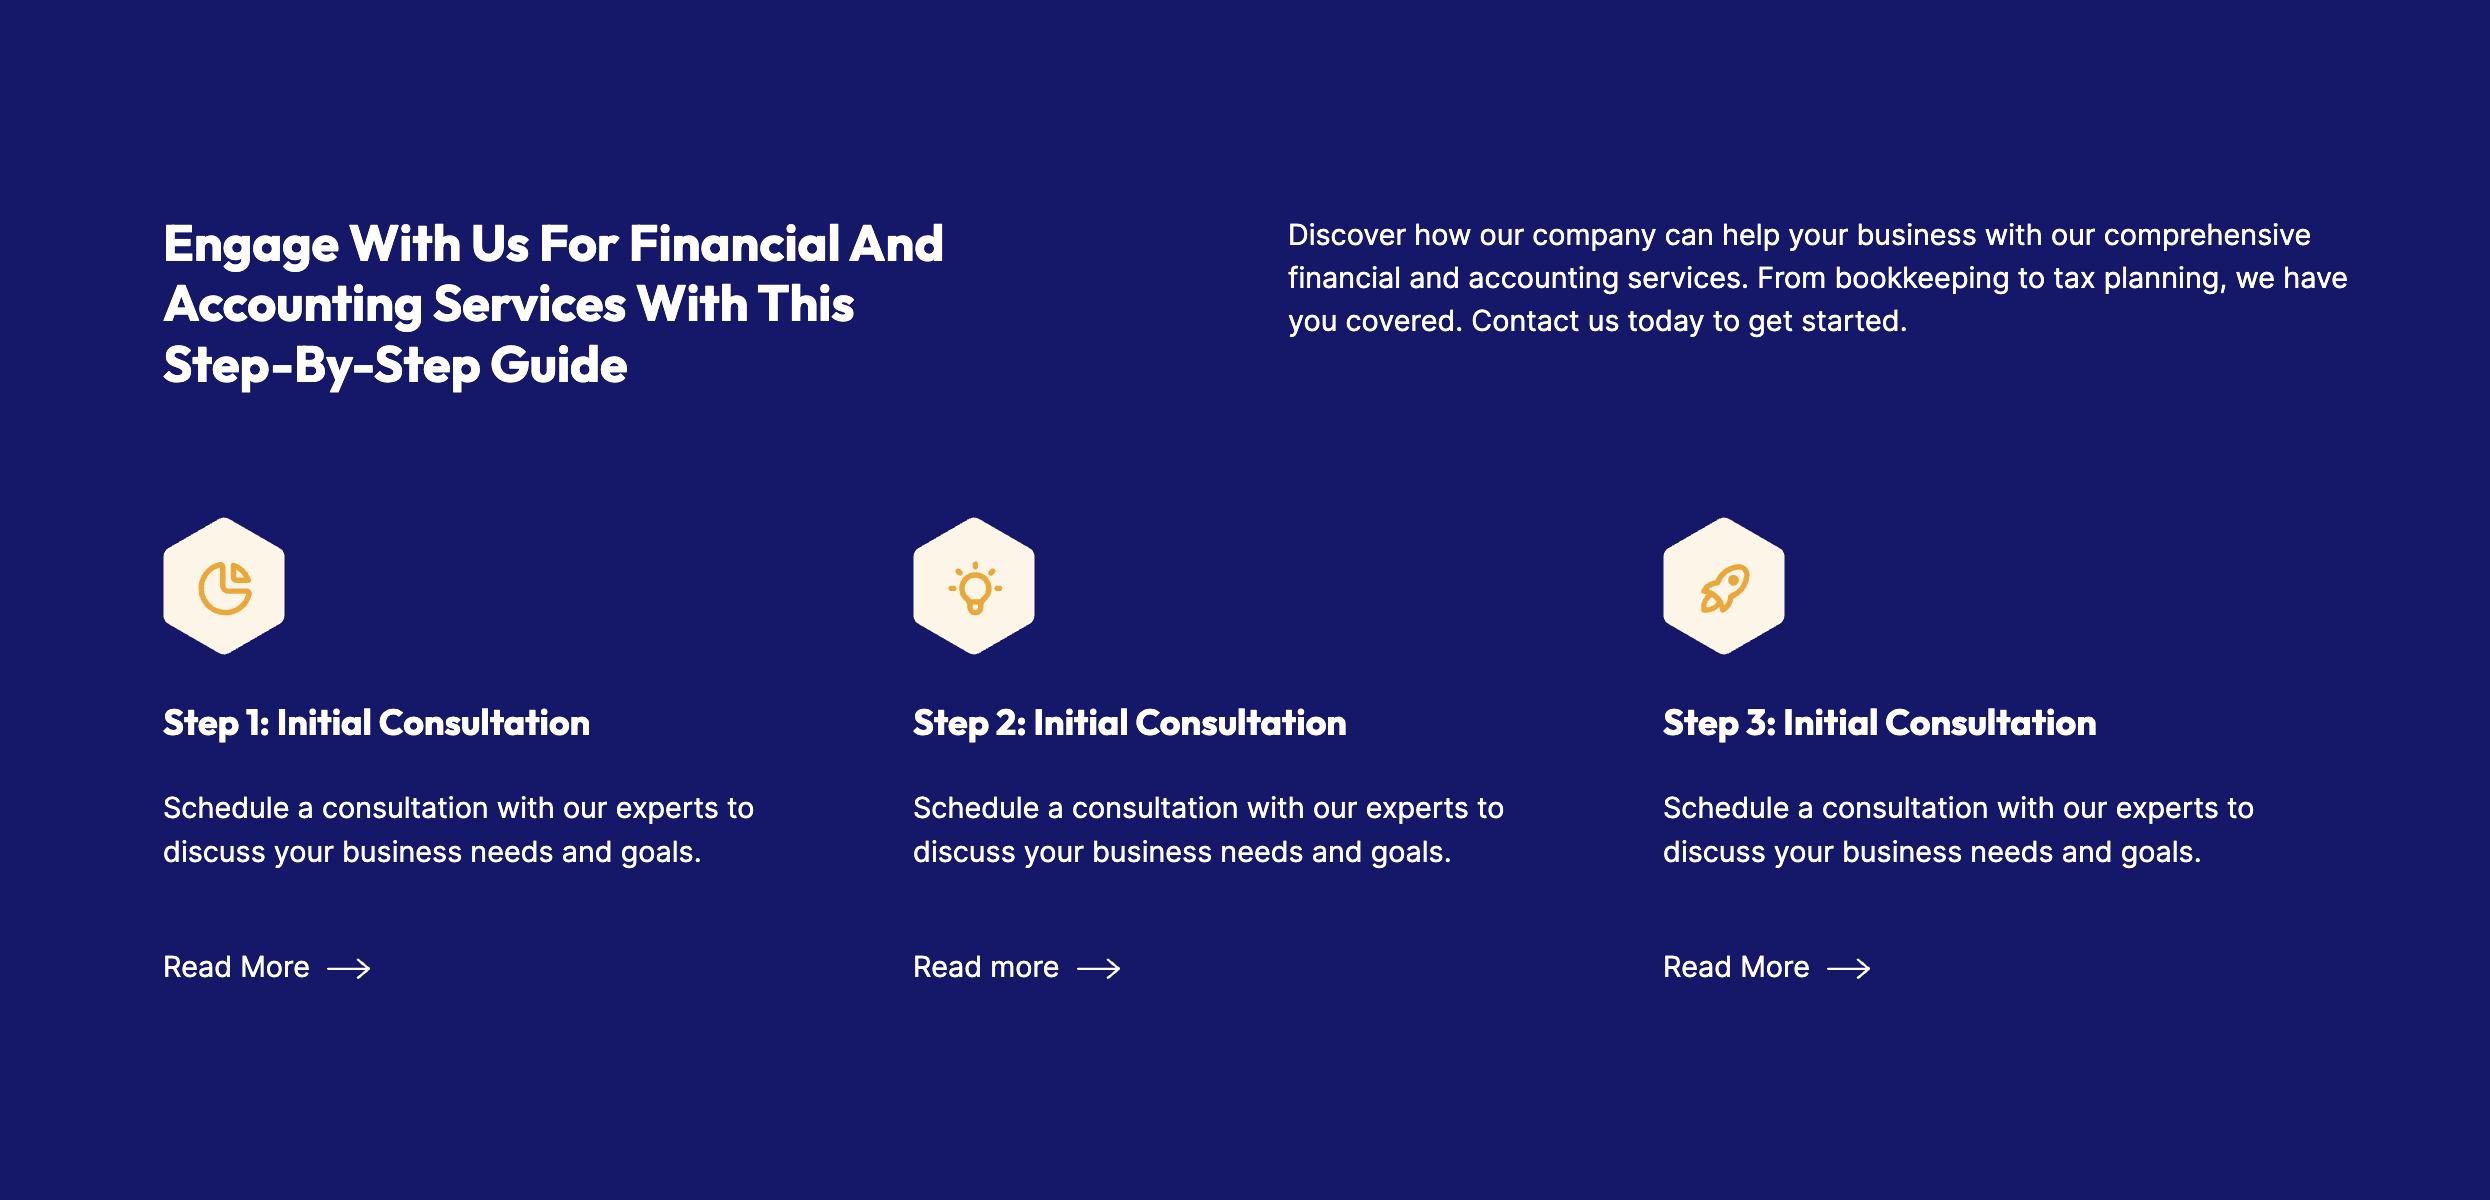 Engage With Us For Financial And
Accounting Services With This
Step-By-Step Guide
Discover how our company can help your business with our comprehensive
financial and accounting services. From bookkeeping to tax planning, we have
you covered. Contact us today to get started.
Step 1: Initial Consultation
Schedule a consultation with our experts to
discuss your business needs and goals.
Read More
Step 2: Initial Consultation
Schedule a consultation with our experts to
discuss your business needs and goals.
Read more
Step 3: Initial Consultation
Schedule a consultation with our experts to
discuss your business needs and goals.
Read More